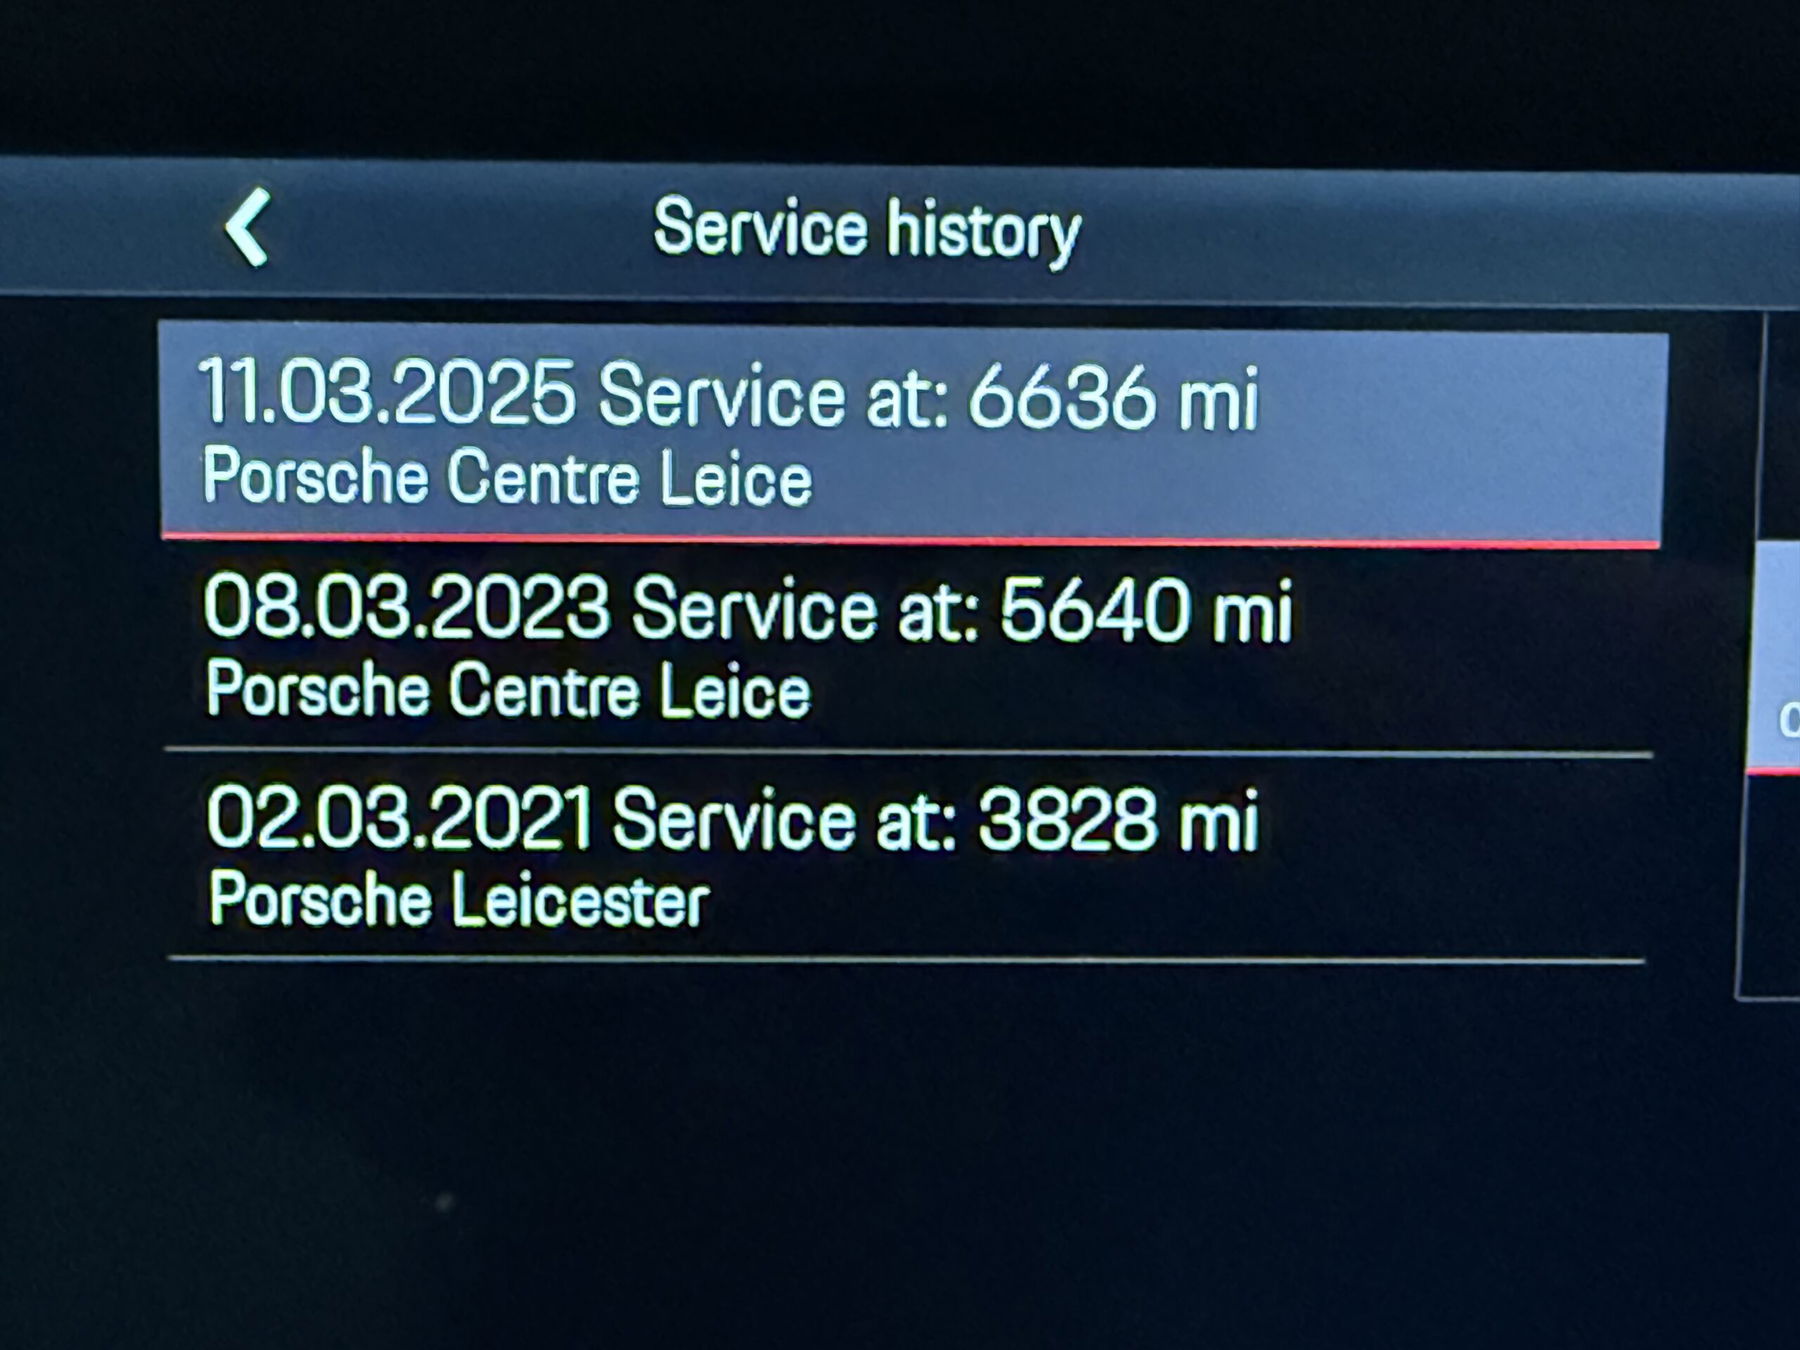 Service history
11.03.2025 Service at: 6636 mi
Porsche Centre Leice
08.03.2023 Service at: 5640 mi
Porsche Centre Leice
02.03.2021 Service at: 3828 mi
Porsche Leicester